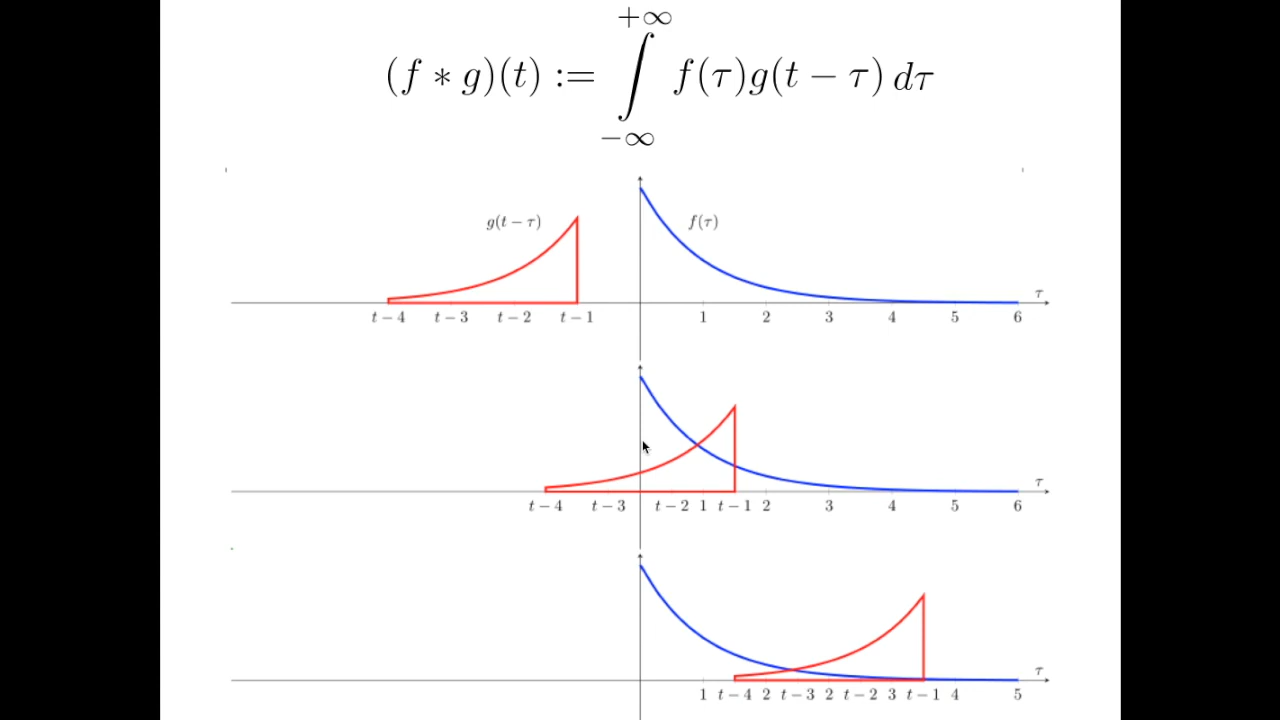 +∞
(f ∗ g)(t) := ∫ f(τ)g(t − τ) dτ
−∞
g(t − τ) f(τ)
τ
t − 4 t − 3 t − 2 t − 1 1 2 3 4 5 6
τ
t − 4 t − 3 t − 2 1 t − 1 2 3 4 5 6
τ
1 t − 4 2 t − 3 2 t − 2 3 t − 1 4 5